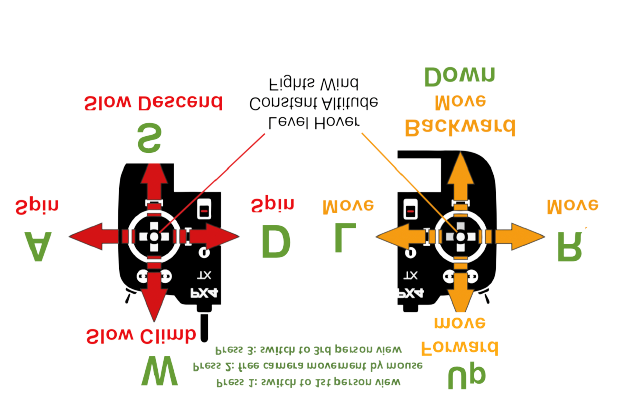 W
Slow Climb
Press 1: switch to 1st person view
Press 2: free camera movement by mouse
Press 3: switch to 3rd person view
Up
Forward
move
PX4
TX
PX4
TX
A
Spin
D
Spin
L
Move
R
Move
S
Slow Descend
Level Hover
Constant Altitude
Fights Wind
Backward
Move
Down